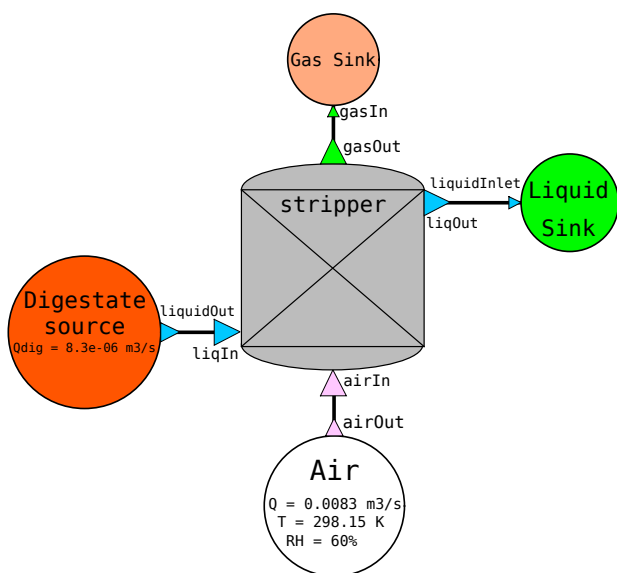 Gas Sink
gasIn
gasOut
liquidInlet
stripper
liqOut
Liquid
Sink
Digestate
source
Qdig = 8.3e-06 m3/s
liquidOut
liqIn
airIn
airOut
Air
Q = 0.0083 m3/s
T = 298.15 K
RH = 60%